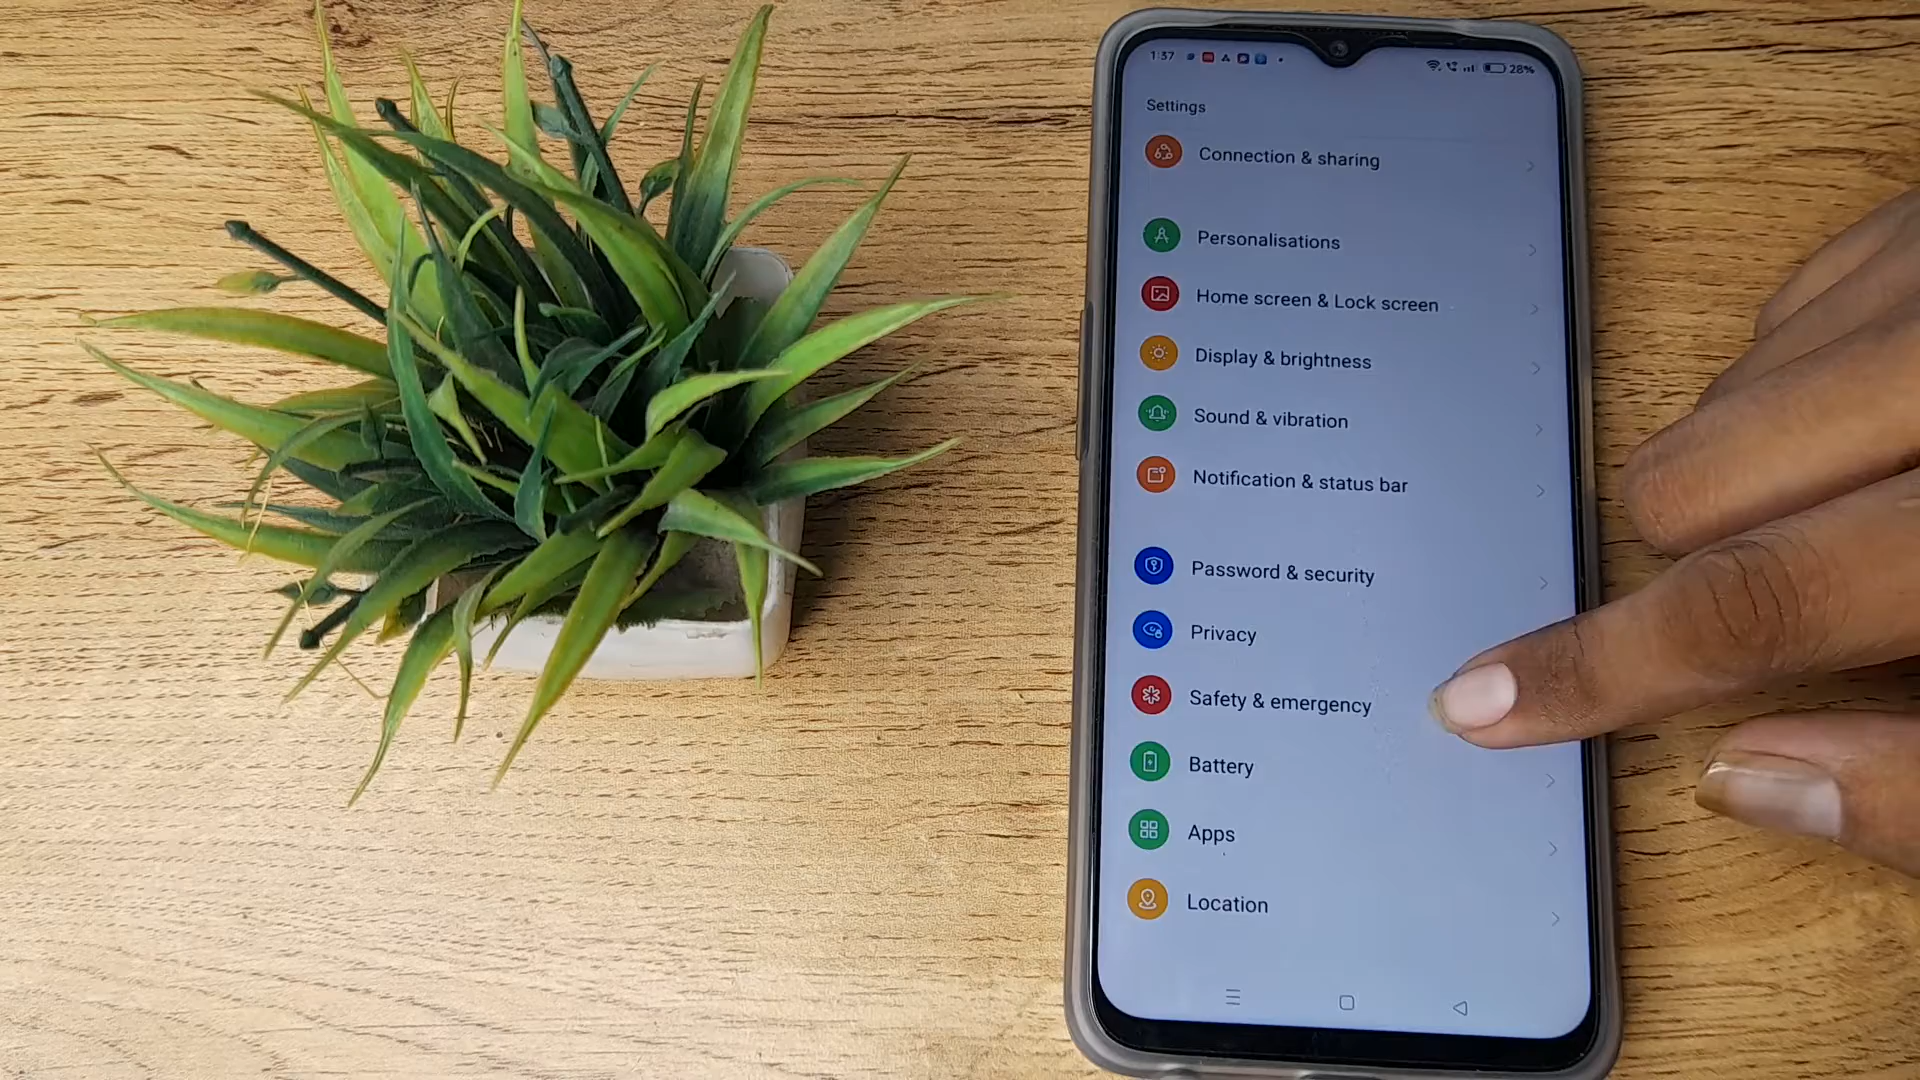 1:37
28%
Settings
Connection & sharing
Personalisations
Home screen & Lock screen
Display & brightness
Sound & vibration
Notification & status bar
Password & security
Privacy
Safety & emergency
Battery
Apps
Location